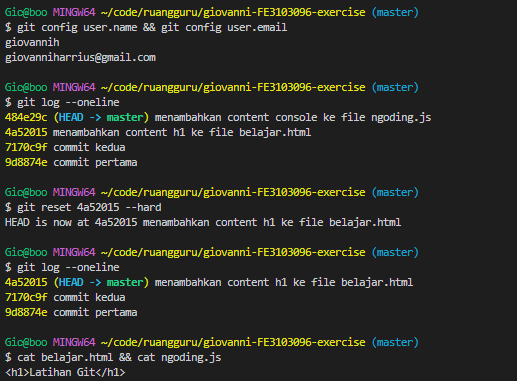 Gio@boo MINGW64 ~/code/ruangguru/giovanni-FE3103096-exercise (master)
$ git config user.name && git config user.email
giovannih
giovanniharrius@gmail.com
Gio@boo MINGW64 ~/code/ruangguru/giovanni-FE3103096-exercise (master)
$ git log --oneline
484e29c (HEAD -> master) menambahkan content console ke file ngoding.js
4a52015 menambahkan content h1 ke file belajar.html
7170c9f commit kedua
9d8874e commit pertama
Gio@boo MINGW64 ~/code/ruangguru/giovanni-FE3103096-exercise (master)
$ git reset 4a52015 --hard
HEAD is now at 4a52015 menambahkan content h1 ke file belajar.html
Gio@boo MINGW64 ~/code/ruangguru/giovanni-FE3103096-exercise (master)
$ git log --oneline
4a52015 (HEAD -> master) menambahkan content h1 ke file belajar.html
7170c9f commit kedua
9d8874e commit pertama
Gio@boo MINGW64 ~/code/ruangguru/giovanni-FE3103096-exercise (master)
$ cat belajar.html && cat ngoding.js
<h1>Latihan Git</h1>